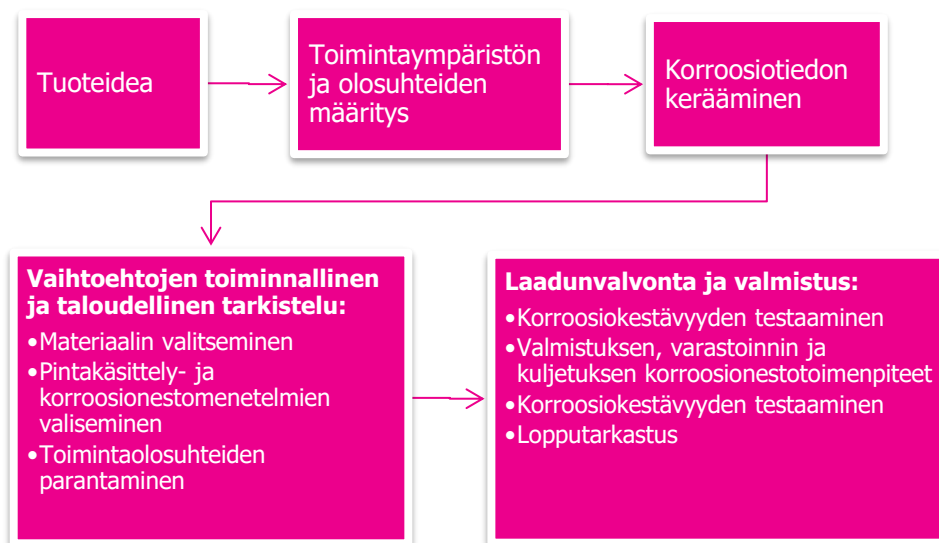 Tuoteidea
Toimintaympäristön
ja olosuhteiden
määritys
Korroosiotiedon
kerääminen
Vaihtoehtojen toiminnallinen
ja taloudellinen tarkistelu:
•Materiaalin valitseminen
•Pintakäsittely- ja
korroosionestomenetelmien
valiseminen
•Toimintaolosuhteiden
parantaminen
Laadunvalvonta ja valmistus:
•Korroosiokestävyyden testaaminen
•Valmistuksen, varastoinnin ja
kuljetuksen korroosionestotoimenpiteet
•Korroosiokestävyyden testaaminen
•Lopputarkastus